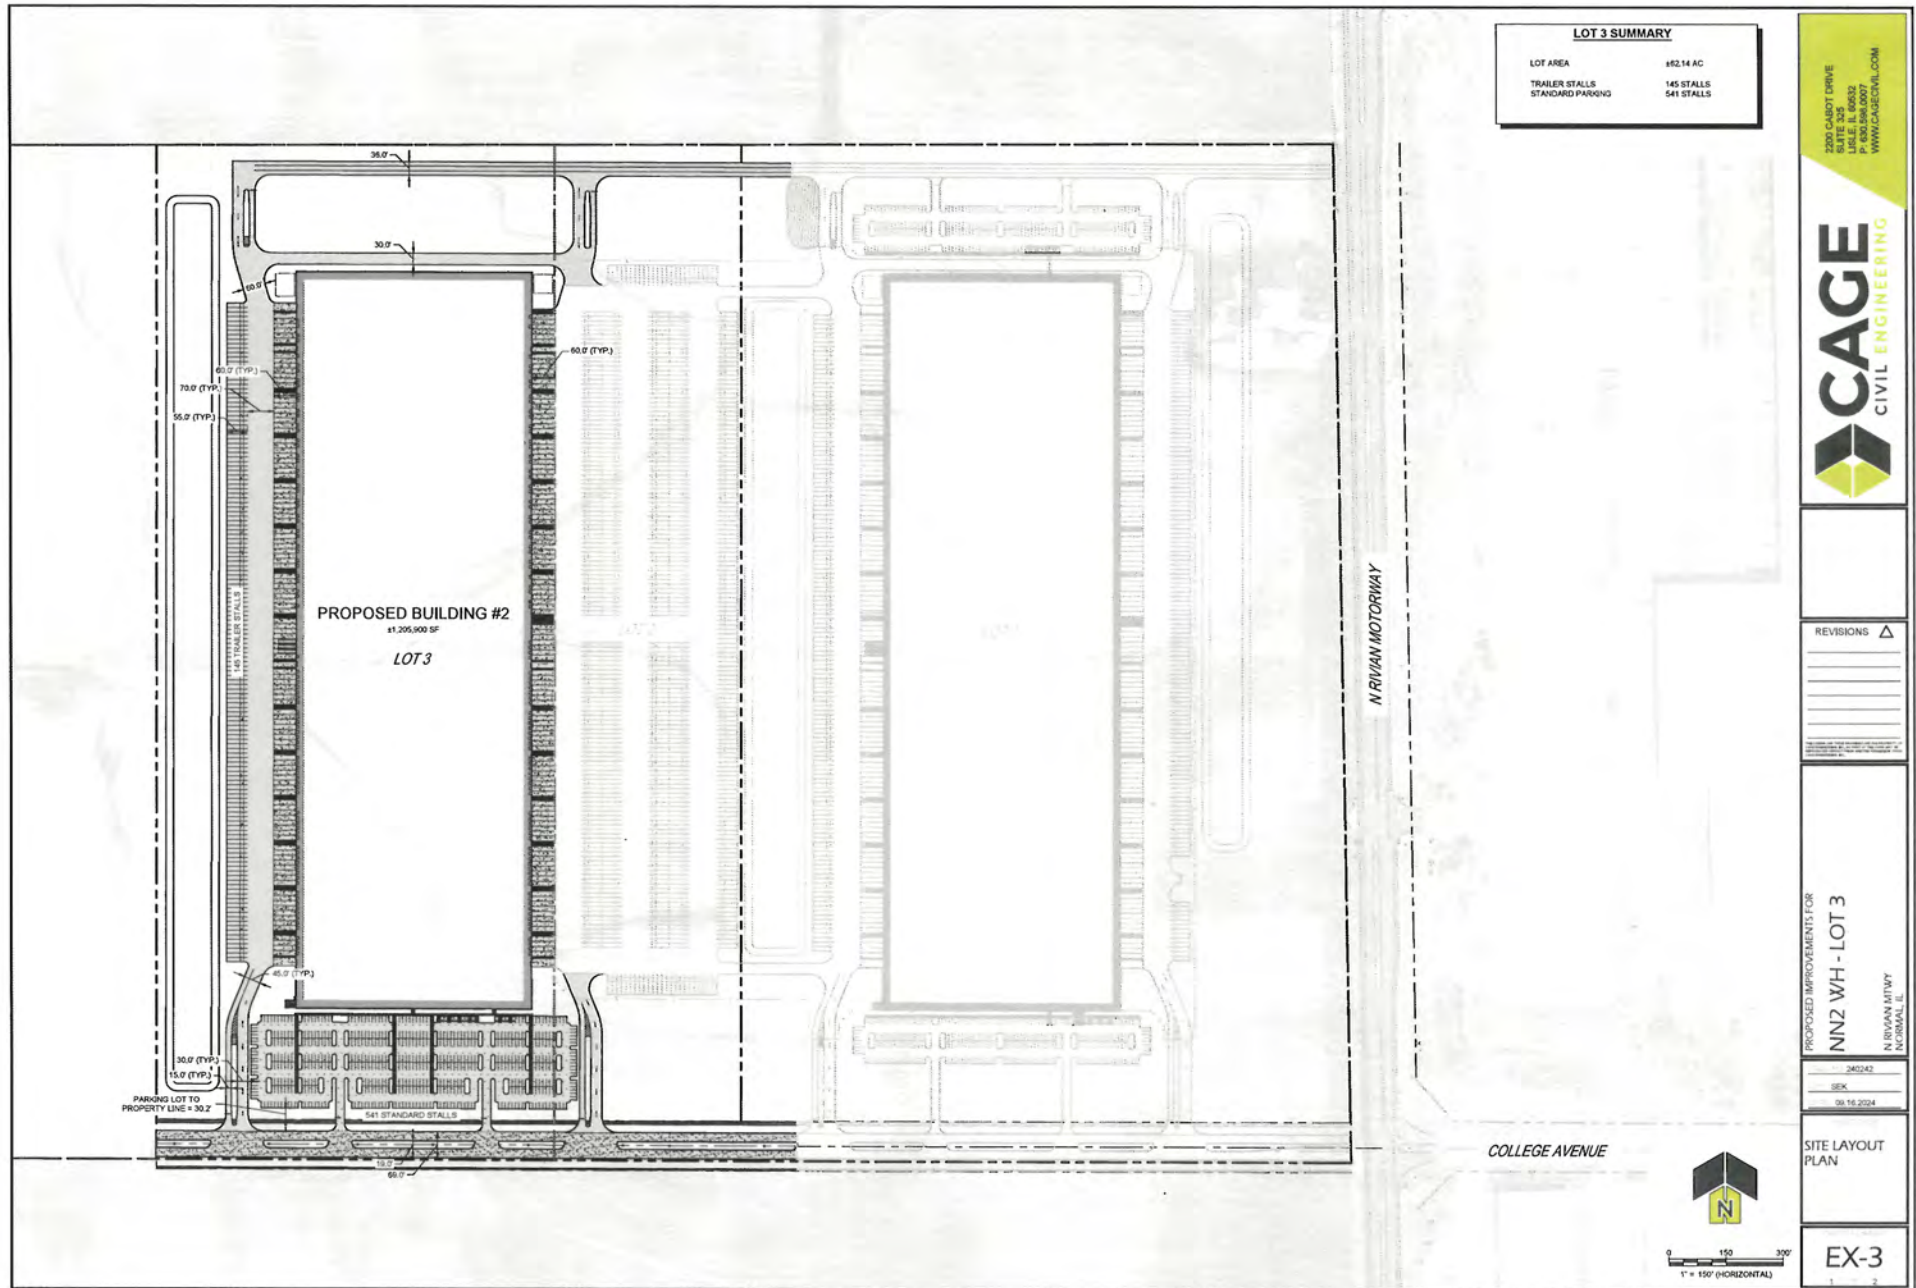 LOT 3 SUMMARY
LOT AREA ±62.14 AC
TRAILER STALLS 145 STALLS
STANDARD PARKING 541 STALLS
36.0'
30.0'
60.0'
60.0' (TYP.)
60.0' (TYP.)
70.0' (TYP.)
55.0' (TYP.)
145 TRAILER STALLS
PROPOSED BUILDING #2
±1,205,900 SF
LOT 3
N RIVIAN MOTORWAY
45.0' (TYP.)
30.0' (TYP.)
15.0' (TYP.)
PARKING LOT TO
PROPERTY LINE = 30.2'
541 STANDARD STALLS
69.0'
COLLEGE AVENUE
N
0 150 300'
1" = 150' (HORIZONTAL)
2200 CABOT DRIVE
SUITE 325
LISLE, IL 60532
P: 630.598.0007
WWW.CAGECIVIL.COM
CAGE
CIVIL ENGINEERING
REVISIONS
PROPOSED IMPROVEMENTS FOR
NN2 WH - LOT 3
N RIVIAN MTWY
NORMAL, IL
240242
SEK
09.16.2024
SITE LAYOUT
PLAN
EX-3
1 2